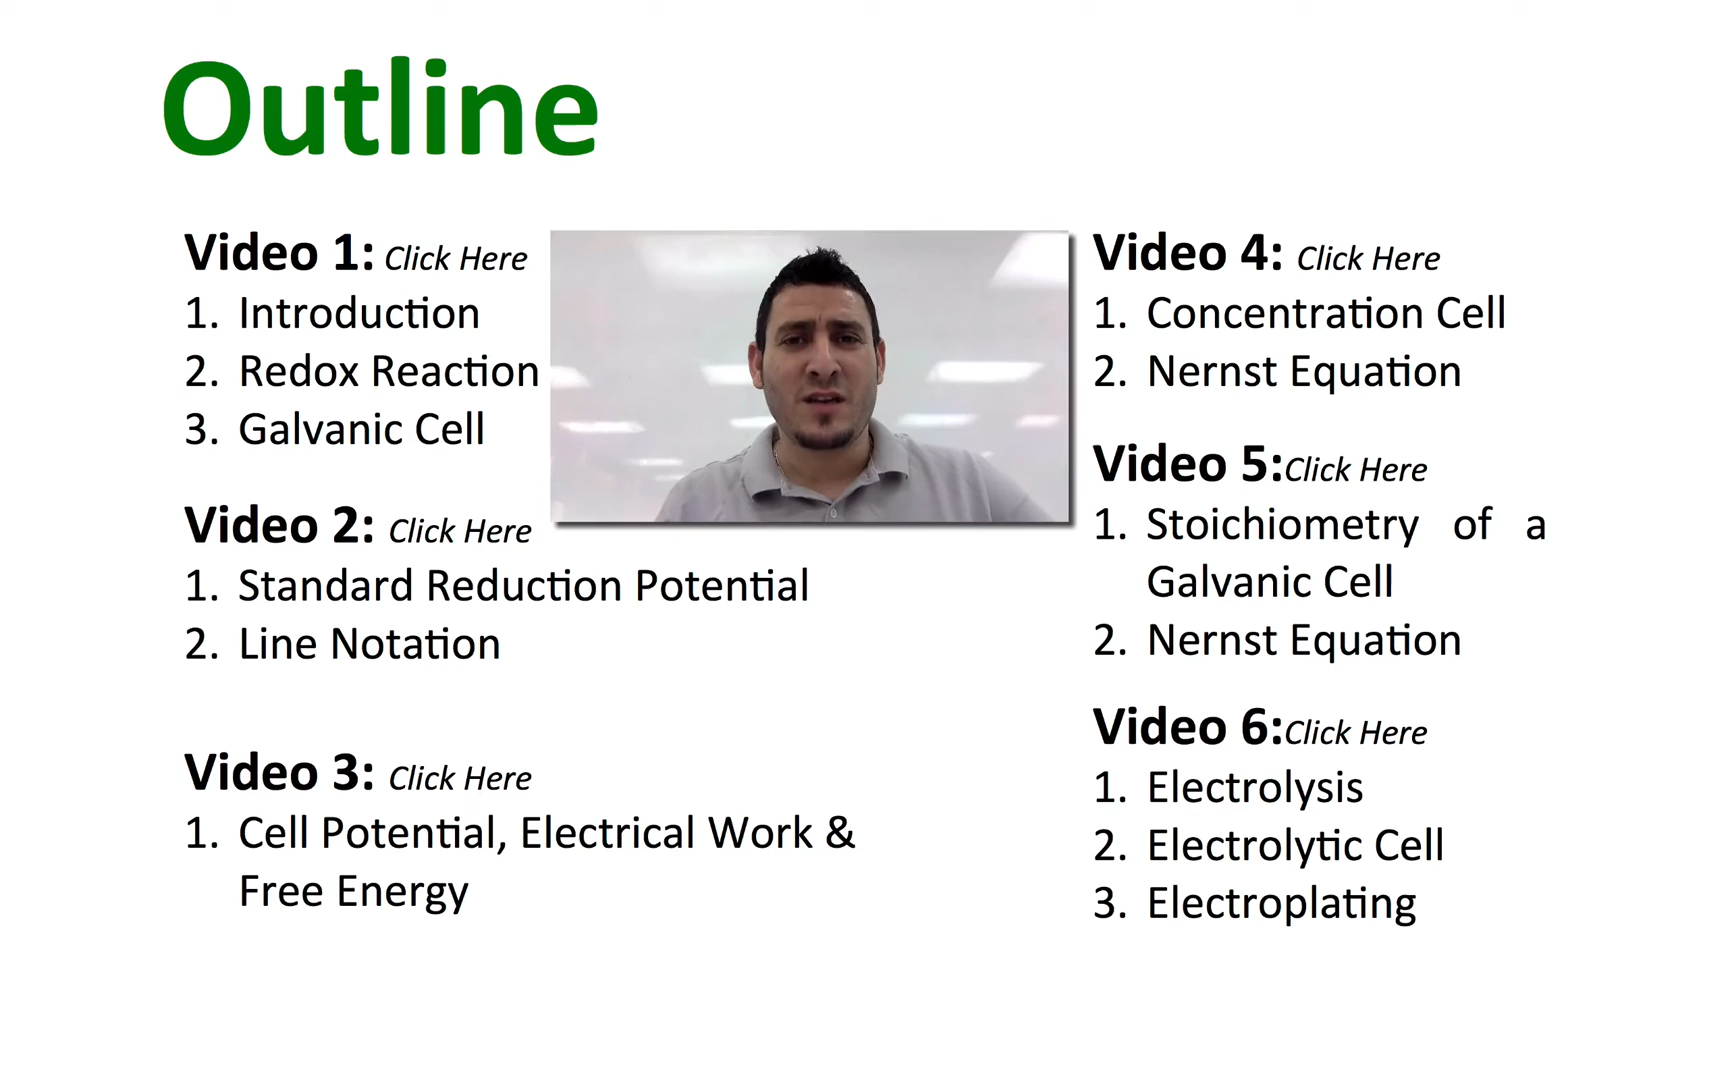 Outline
Video 1: Click Here
1. Introduction
2. Redox Reaction
3. Galvanic Cell
Video 2: Click Here
1. Standard Reduction Potential
2. Line Notation
Video 3: Click Here
1. Cell Potential, Electrical Work &
Free Energy
Video 4: Click Here
1. Concentration Cell
2. Nernst Equation
Video 5:Click Here
1. Stoichiometry of a
Galvanic Cell
2. Nernst Equation
Video 6:Click Here
1. Electrolysis
2. Electrolytic Cell
3. Electroplating